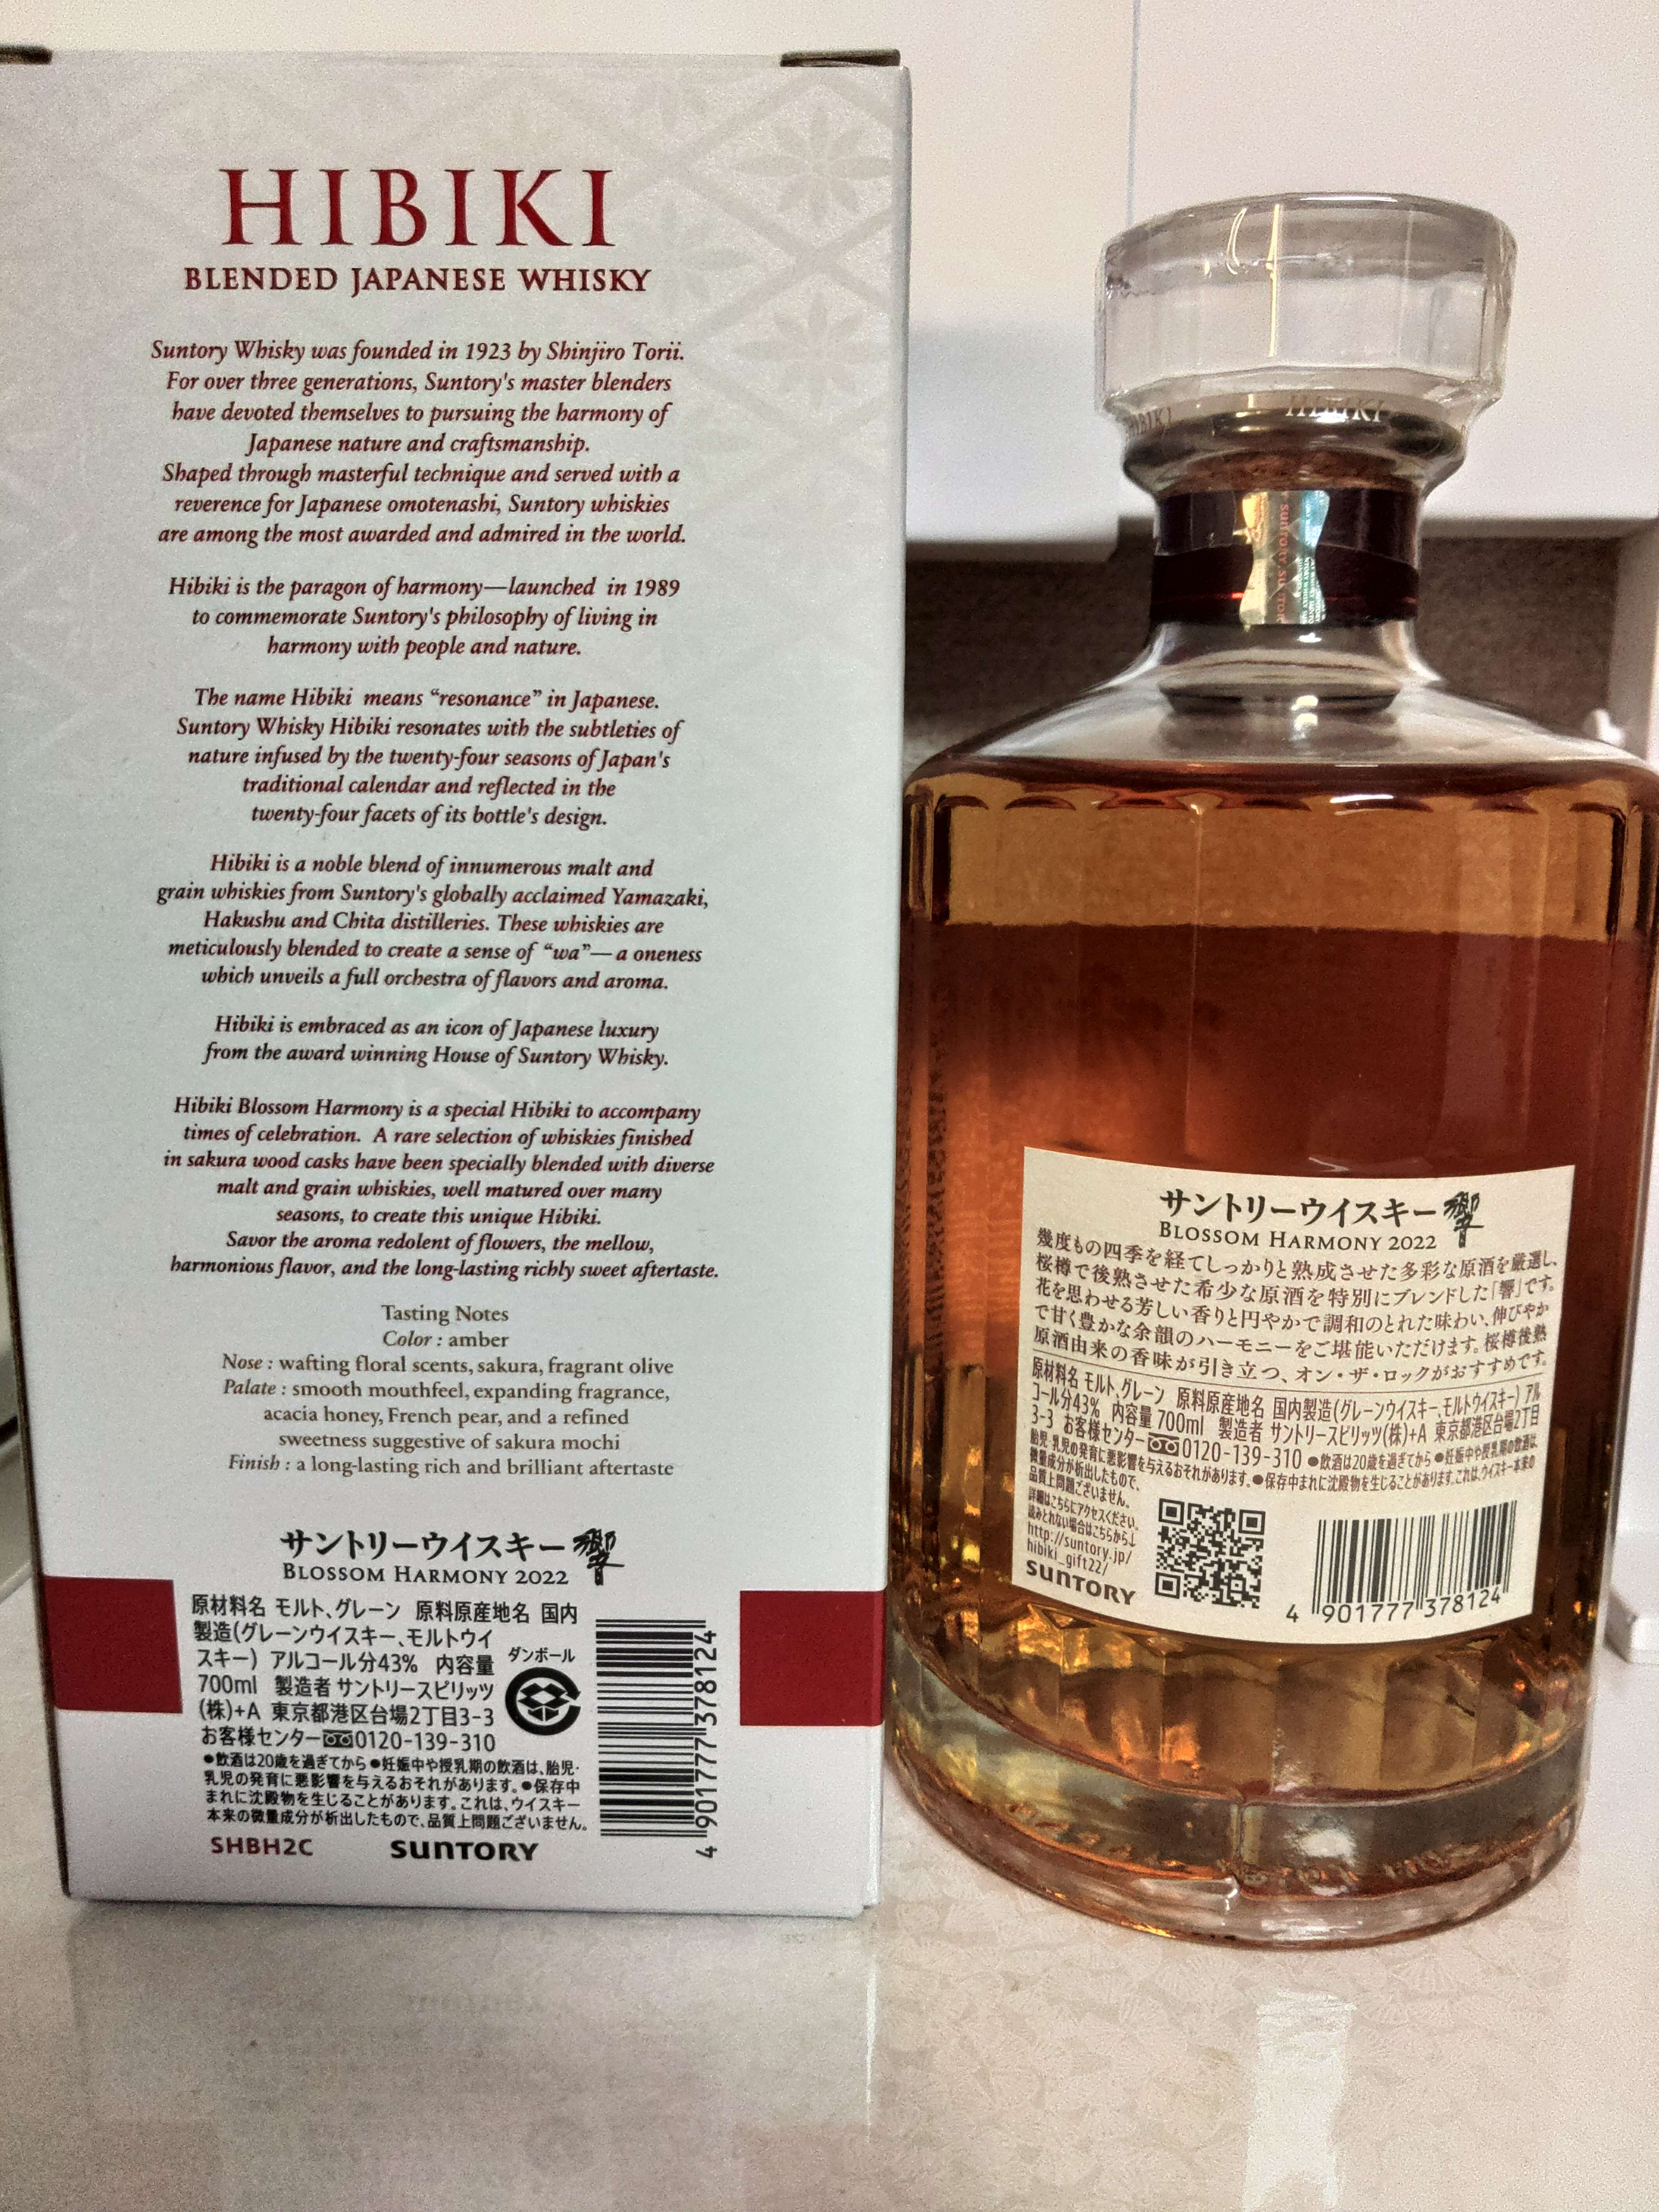 HIBIKI
BLENDED JAPANESE WHISKY
Suntory Whisky was founded in 1923 by Shinjiro Torii.
For over three generations, Suntory's master blenders
have devoted themselves to pursuing the harmony of
Japanese nature and craftsmanship.
Shaped through masterful technique and served with a
reverence for Japanese omotenashi, Suntory whiskies
are among the most awarded and admired in the world.
Hibiki is the paragon of harmony—launched in 1989
to commemorate Suntory's philosophy of living in
harmony with people and nature.
The name Hibiki means “resonance” in Japanese.
Suntory Whisky Hibiki resonates with the subtleties of
nature infused by the twenty-four seasons of Japan's
traditional calendar and reflected in the
twenty-four facets of its bottle's design.
Hibiki is a noble blend of innumerous malt and
grain whiskies from Suntory's globally acclaimed Yamazaki,
Hakushu and Chita distilleries. These whiskies are
meticulously blended to create a sense of “wa”—a oneness
which unveils a full orchestra of flavors and aroma.
Hibiki is embraced as an icon of Japanese luxury
from the award winning House of Suntory Whisky.
Hibiki Blossom Harmony is a special Hibiki to accompany
times of celebration. A rare selection of whiskies finished
in sakura wood casks have been specially blended with diverse
malt and grain whiskies, well matured over many
seasons, to create this unique Hibiki.
Savor the aroma redolent of flowers, the mellow,
harmonious flavor, and the long-lasting richly sweet aftertaste.
Tasting Notes
Color : amber
Nose : wafting floral scents, sakura, fragrant olive
Palate : smooth mouthfeel, expanding fragrance,
acacia honey, French pear, and a refined
sweetness suggestive of sakura mochi
Finish : a long-lasting rich and brilliant aftertaste
サントリーウイスキー響
BLOSSOM HARMONY 2022
原材料名 モルト、グレーン 原料原産地名 国内
製造(グレーンウイスキー、モルトウイ
スキー) アルコール分43% 内容量
700ml 製造者 サントリースピリッツ
(株)+A 東京都港区台場2丁目3-3
お客様センター 0120-139-310
●飲酒は20歳を過ぎてから ●妊娠中や授乳期の飲酒は、胎児・
乳児の発育に悪影響を与えるおそれがあります。●保存中
まれに沈殿物を生じることがあります。これは、ウイスキー
本来の微量成分が析出したもので、品質上問題ございません。
ダンボール
SHBH2C
SUNTORY
4 901777 378124
HIBIKI
サントリーウイスキー響
BLOSSOM HARMONY 2022
幾度もの四季を経てしっかりと熟成させた多彩な原酒を厳選し、
桜樽で後熟させた希少な原酒を特別にブレンドした「響」です。
花を思わせる芳しい香りと円やかで調和のとれた味わい、伸びやか
で甘く豊かな余韻のハーモニーをご堪能いただけます。桜樽後熟
原酒由来の香味が引き立つ、オン・ザ・ロックがおすすめです。
原材料名 モルト、グレーン 原料原産地名 国内製造(グレーンウイスキー、モルトウイスキー) アル
コール分43% 内容量 700ml 製造者 サントリースピリッツ(株)+A 東京都港区台場2丁目
3-3 お客様センター 0120-139-310 ●飲酒は20歳を過ぎてから ●妊娠中や授乳期の飲酒は、
胎児・乳児の発育に悪影響を与えるおそれがあります。●保存中まれに沈殿物を生じることがあります。これは、ウイスキー本来の
微量成分が析出したもので、
品質上問題ございません。
詳細はこちらにアクセスください。
読みとれない場合はこちらから↓
http://suntory.jp/
hibiki_gift22/
SUNTORY
4 901777 378124